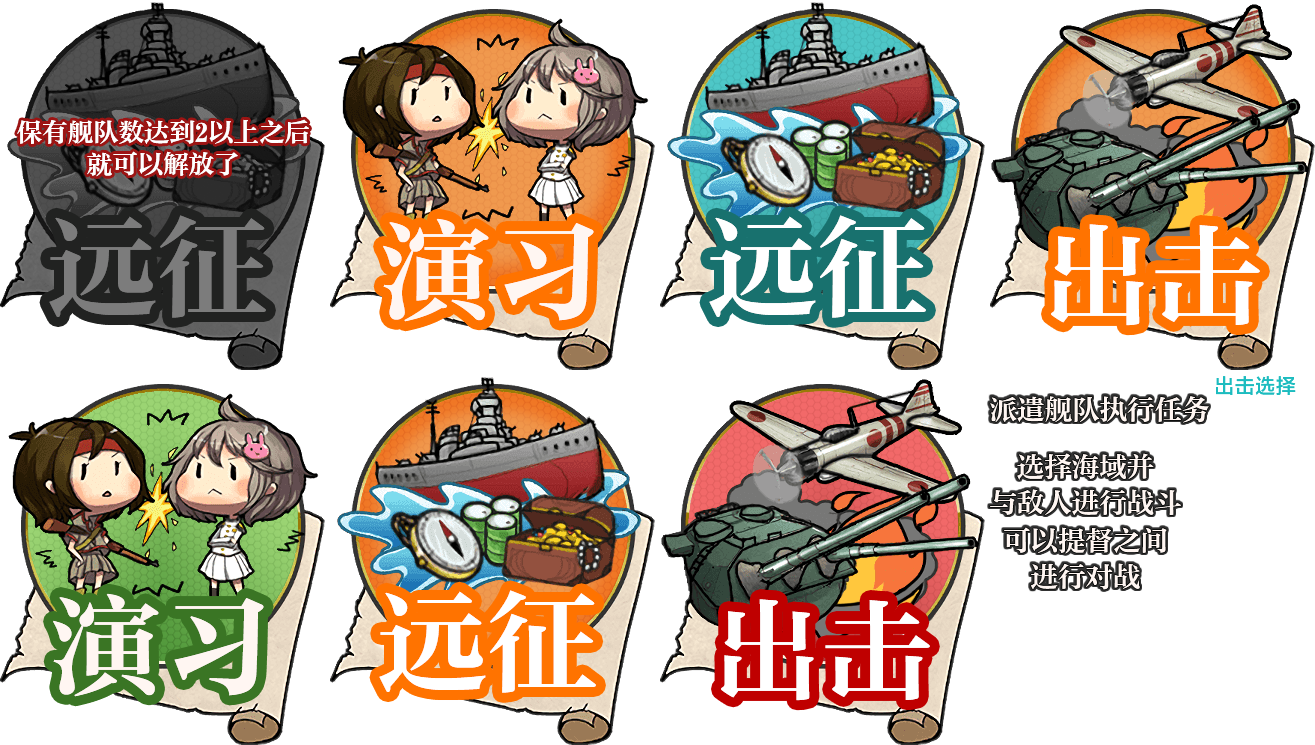 保有舰队数达到2以上之后
就可以解放了
远征
演习
远征
出击
演习
远征
出击
出击选择
派遣舰队执行任务
选择海域并
与敌人进行战斗
可以提督之间
进行对战